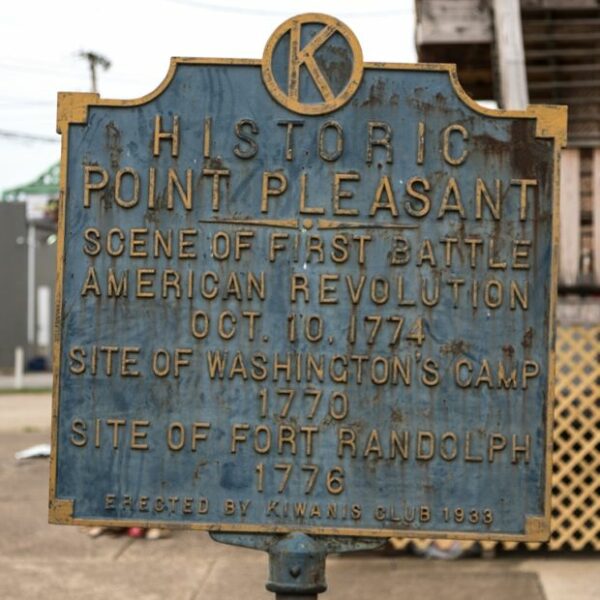 K
KIWANIS
HISTORIC
POINT PLEASANT
SCENE OF FIRST BATTLE
AMERICAN REVOLUTION
OCT. 10, 1774
SITE OF WASHINGTON'S CAMP
1770
SITE OF FORT RANDOLPH
1776
ERECTED BY KIWANIS CLUB 1933